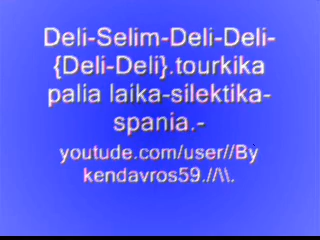 Deli-Selim-Deli-Deli-
{Deli-Deli}.tourkika
palia laika-silektika-
spania.-
youtude.com/user//By
kendavros59.//\\.